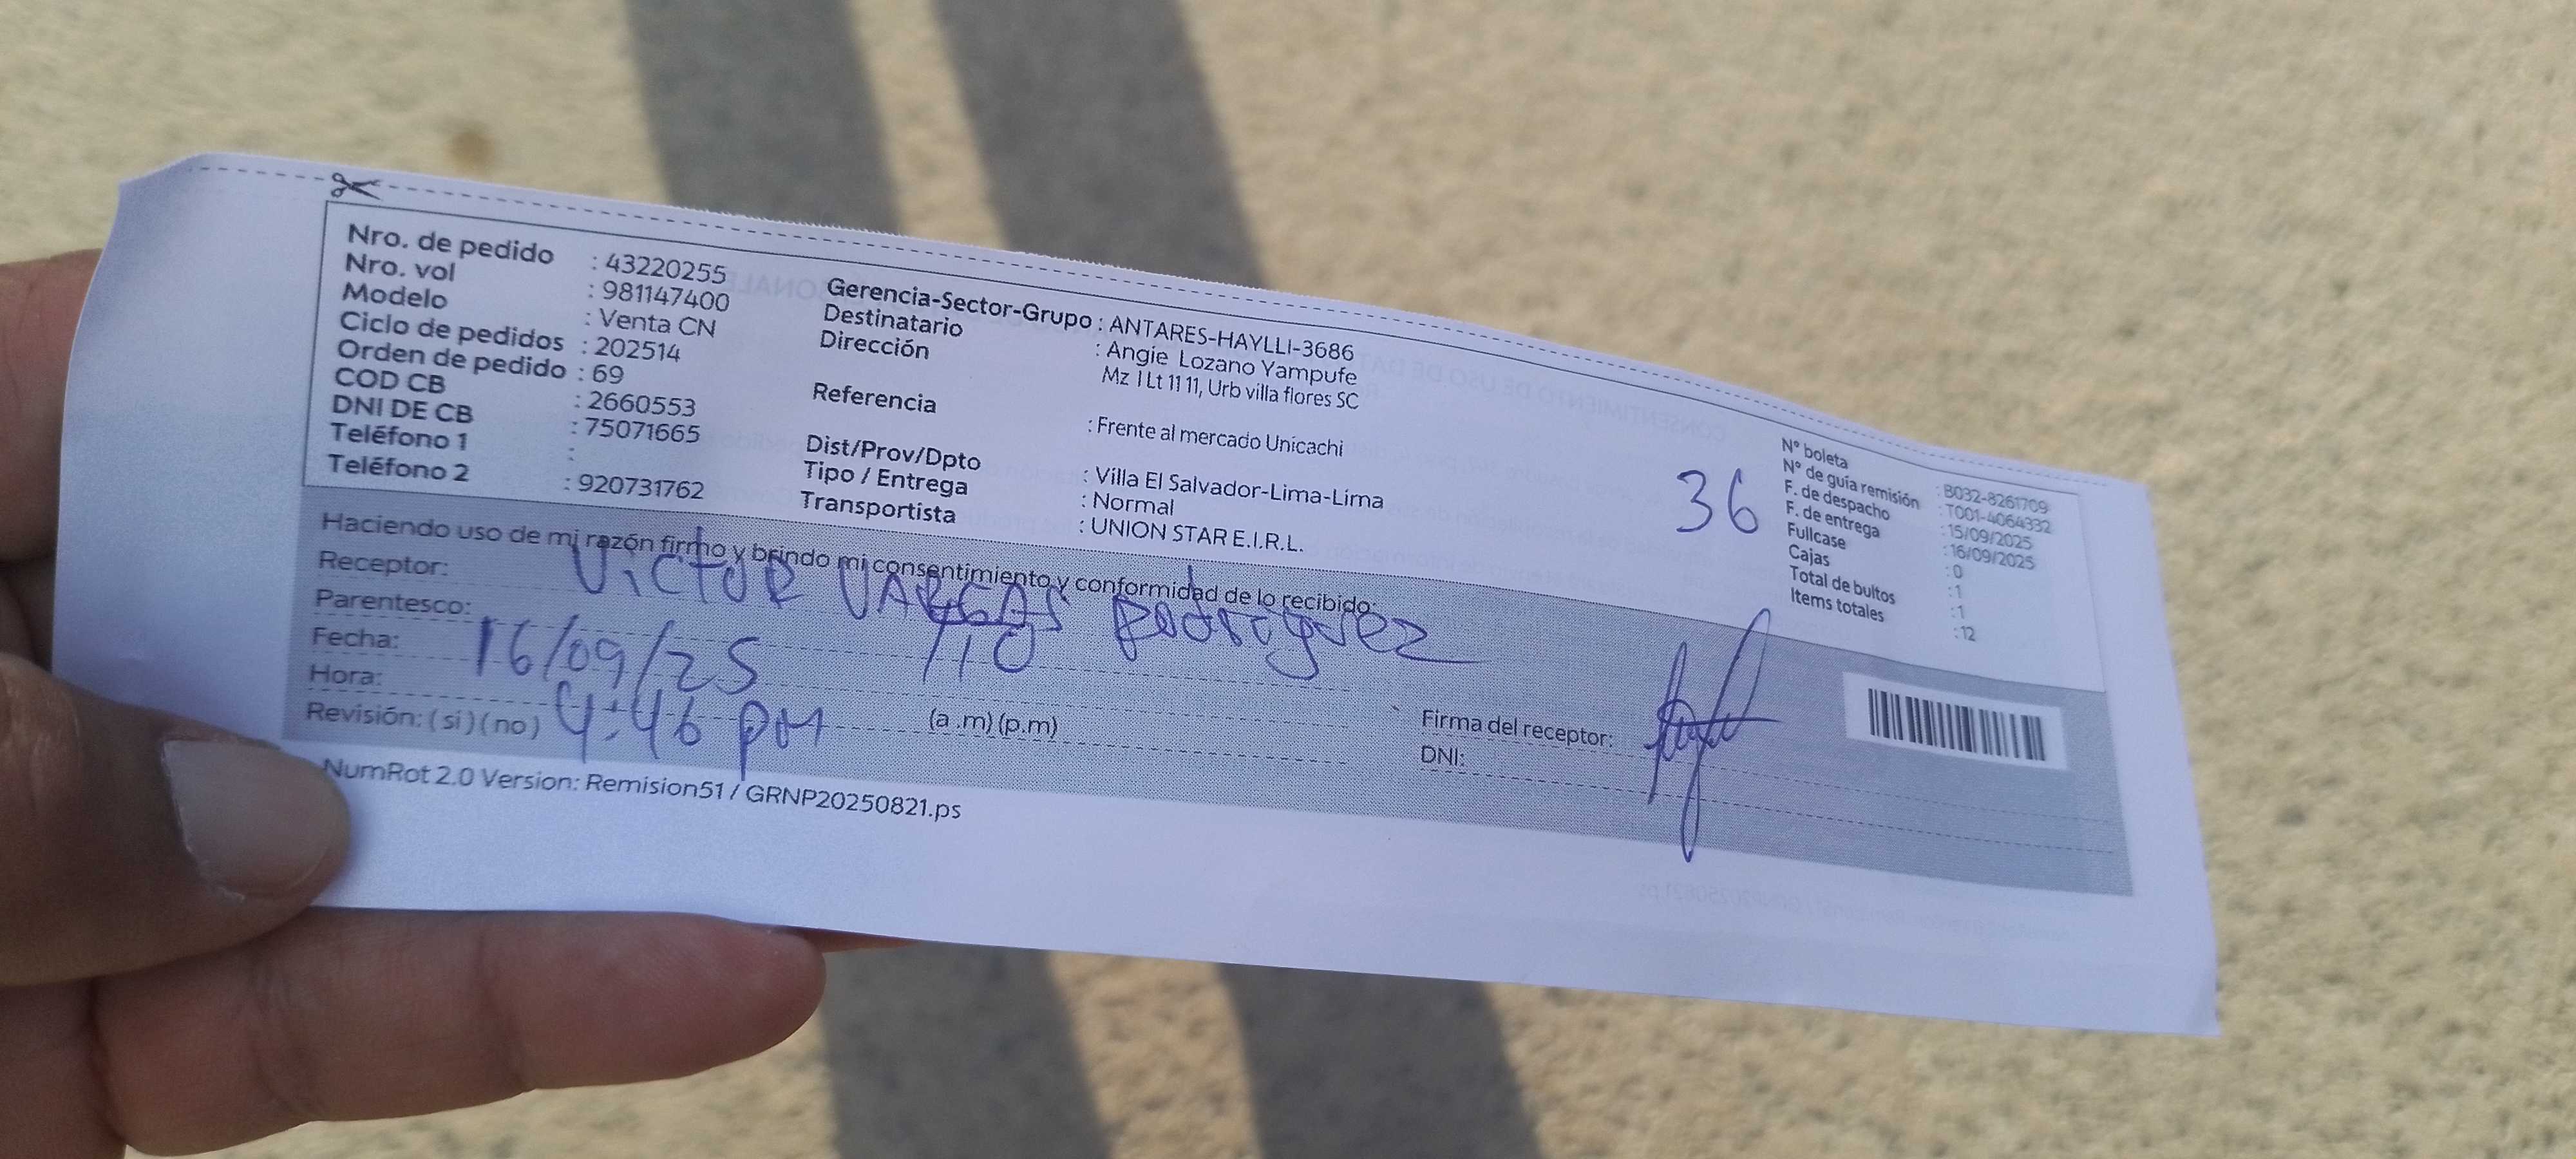 Nro. de pedido : 43220255
Nro. vol : 981147400
Modelo : Venta CN
Ciclo de pedidos : 202514
Orden de pedido : 69
COD CB : 2660553
DNI DE CB : 75071665
Teléfono 1 :
Teléfono 2 : 920731762
Gerencia-Sector-Grupo : ANTARES-HAYLLI-3686
Destinatario : Angie Lozano Yampufe
Dirección Mz I Lt 11 11, Urb villa flores SC
Referencia : Frente al mercado Unicachi
Dist/Prov/Dpto : Villa El Salvador-Lima-Lima
Tipo / Entrega : Normal
Transportista : UNION STAR E.I.R.L.
36
N° boleta : B032-8261709
N° de guía remisión : T001-4064332
F. de despacho : 15/09/2025
F. de entrega : 16/09/2025
Fullcase : 0
Cajas : 1
Total de bultos : 1
Items totales : 12
Haciendo uso de mi razón firmo y brindo mi consentimiento y conformidad de lo recibido:
Receptor: VICTOR VARGAS
Parentesco: TIO
Fecha: 16/09/25
Hora: 4:46 pm (a .m) (p.m)
Revisión: ( si ) ( no )
Firma del receptor:
DNI:
NumRot 2.0 Version: Remision51 / GRNP20250821.ps